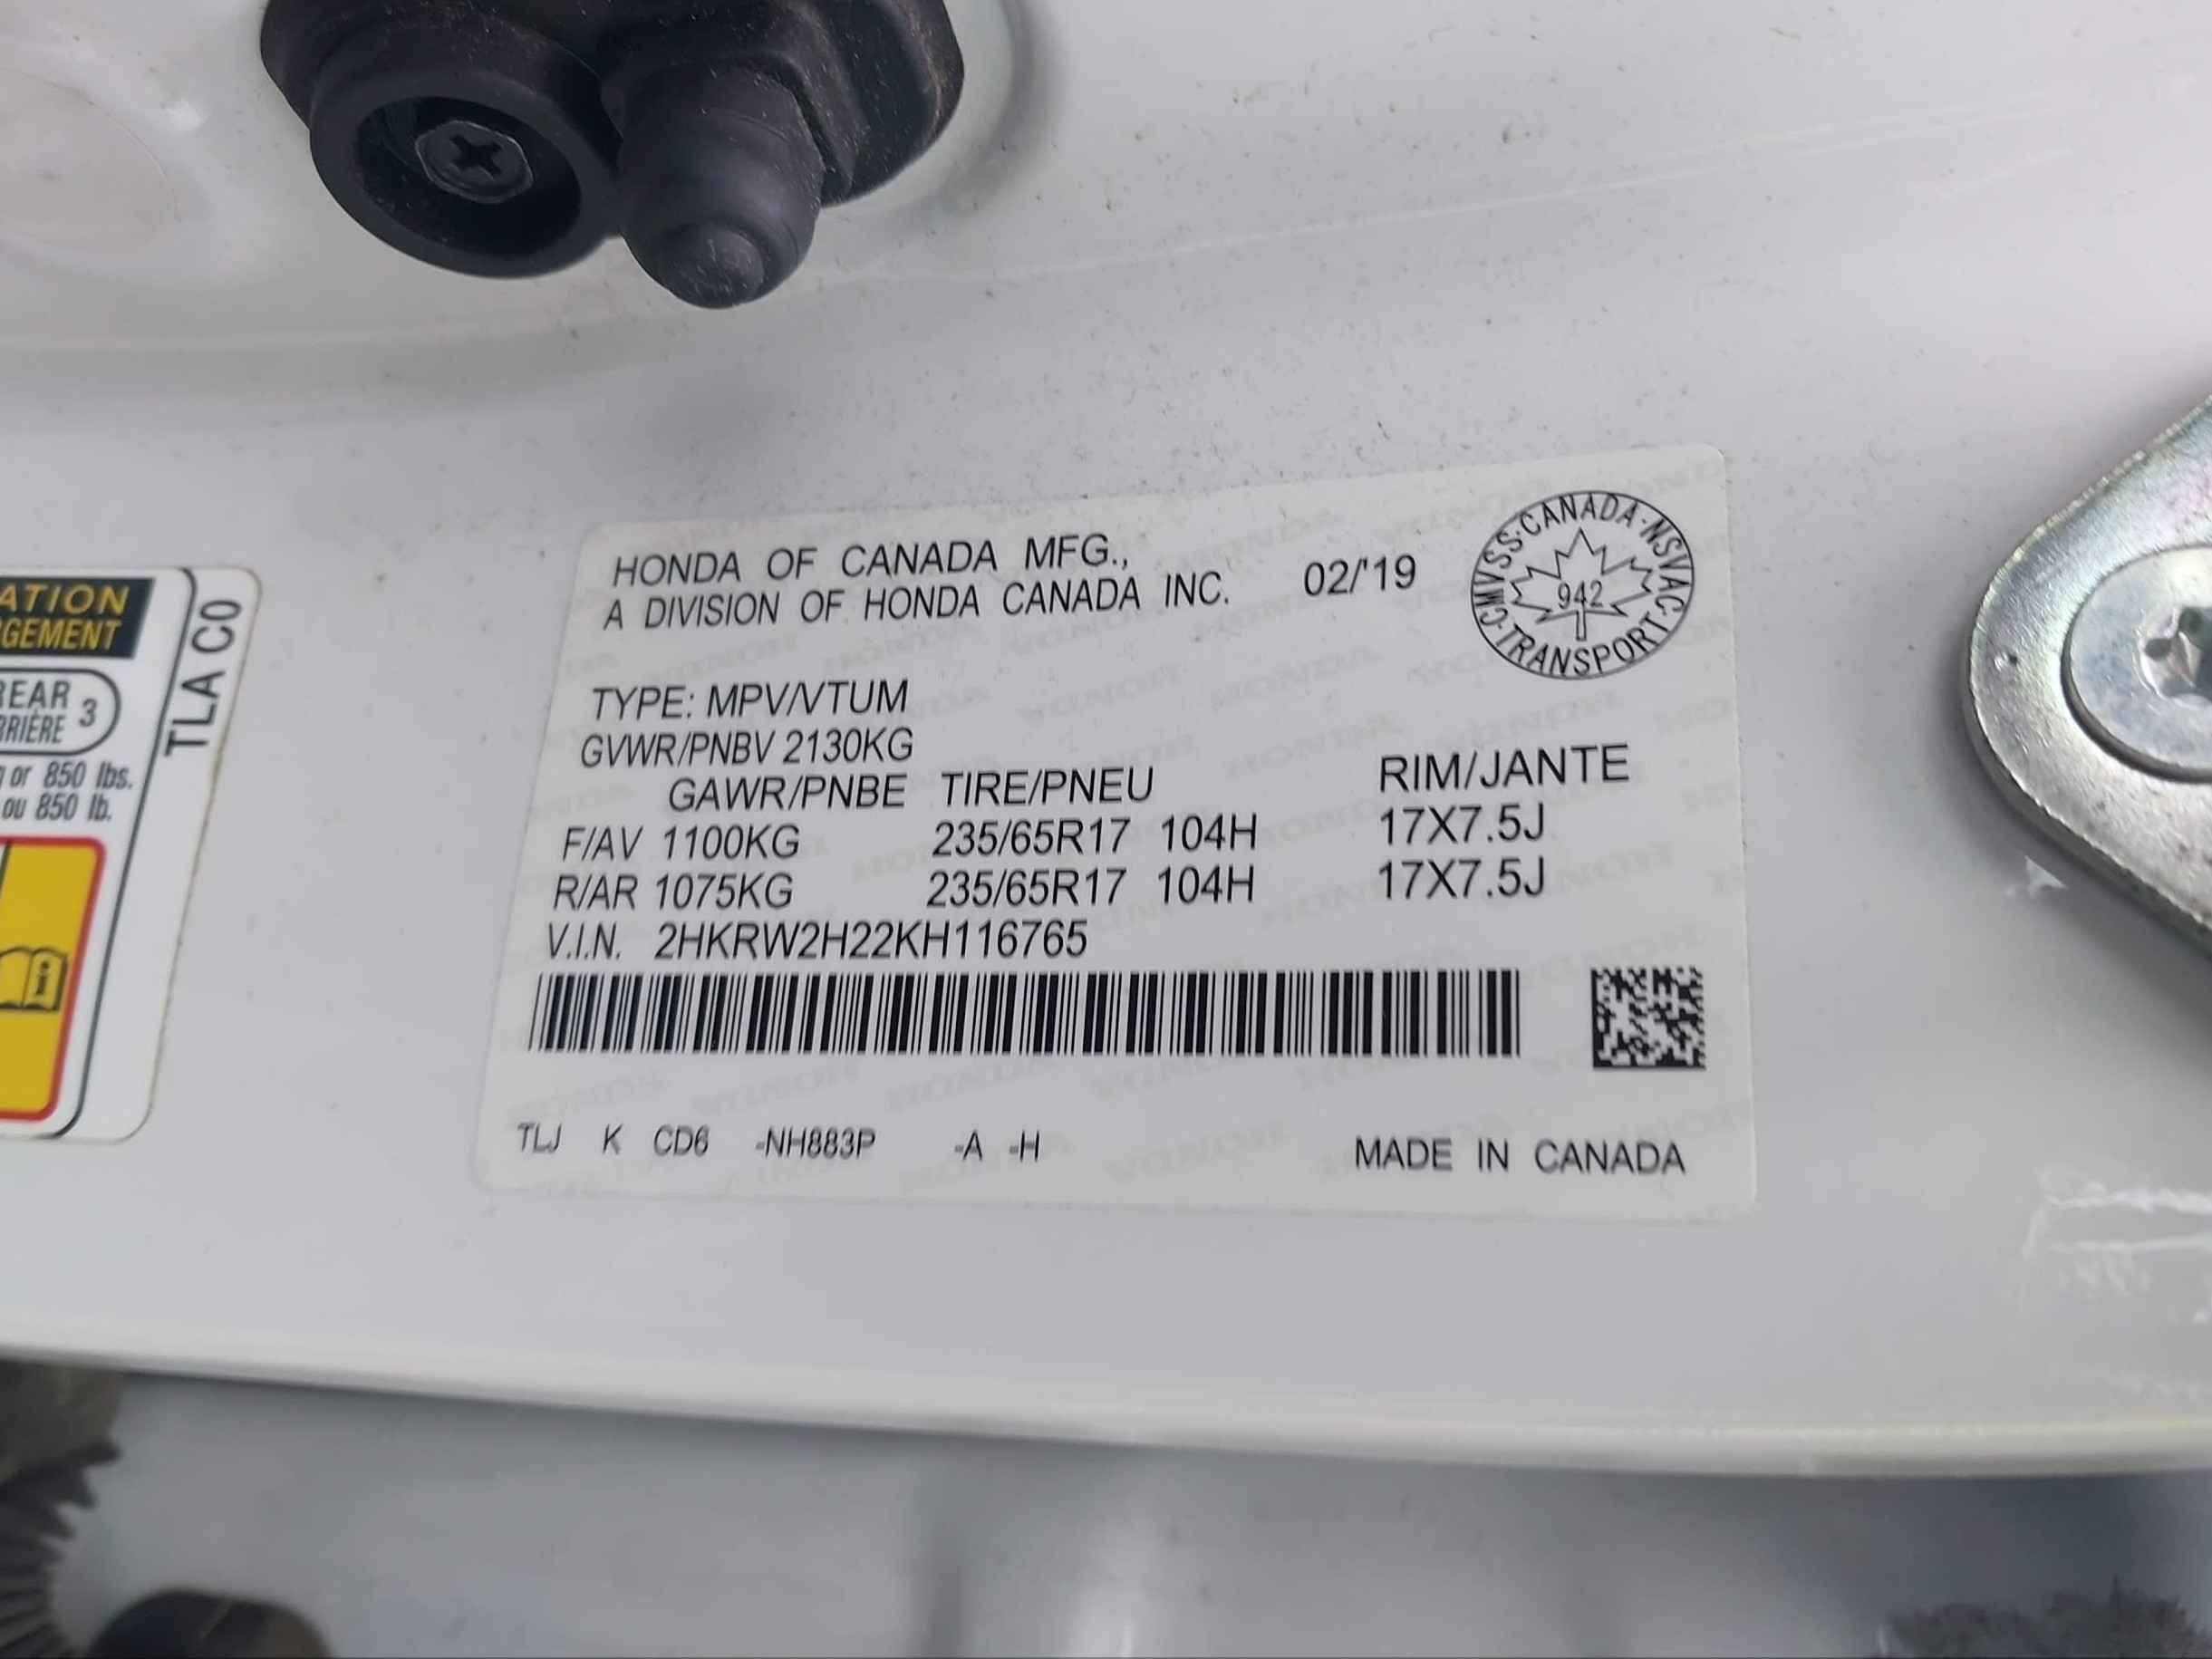 HONDA OF CANADA MFG.,
A DIVISION OF HONDA CANADA INC.
02/'19
CMVSS·CANADA·NSVAC·TRANSPORT
942
TYPE: MPV/VTUM
GVWR/PNBV 2130KG
GAWR/PNBE TIRE/PNEU RIM/JANTE
F/AV 1100KG 235/65R17 104H 17X7.5J
R/AR 1075KG 235/65R17 104H 17X7.5J
V.I.N. 2HKRW2H22KH116765
TLJ K CD6 -NH883P -A -H MADE IN CANADA
TLA C0
REAR 3
or 850 lbs.
ou 850 lb.